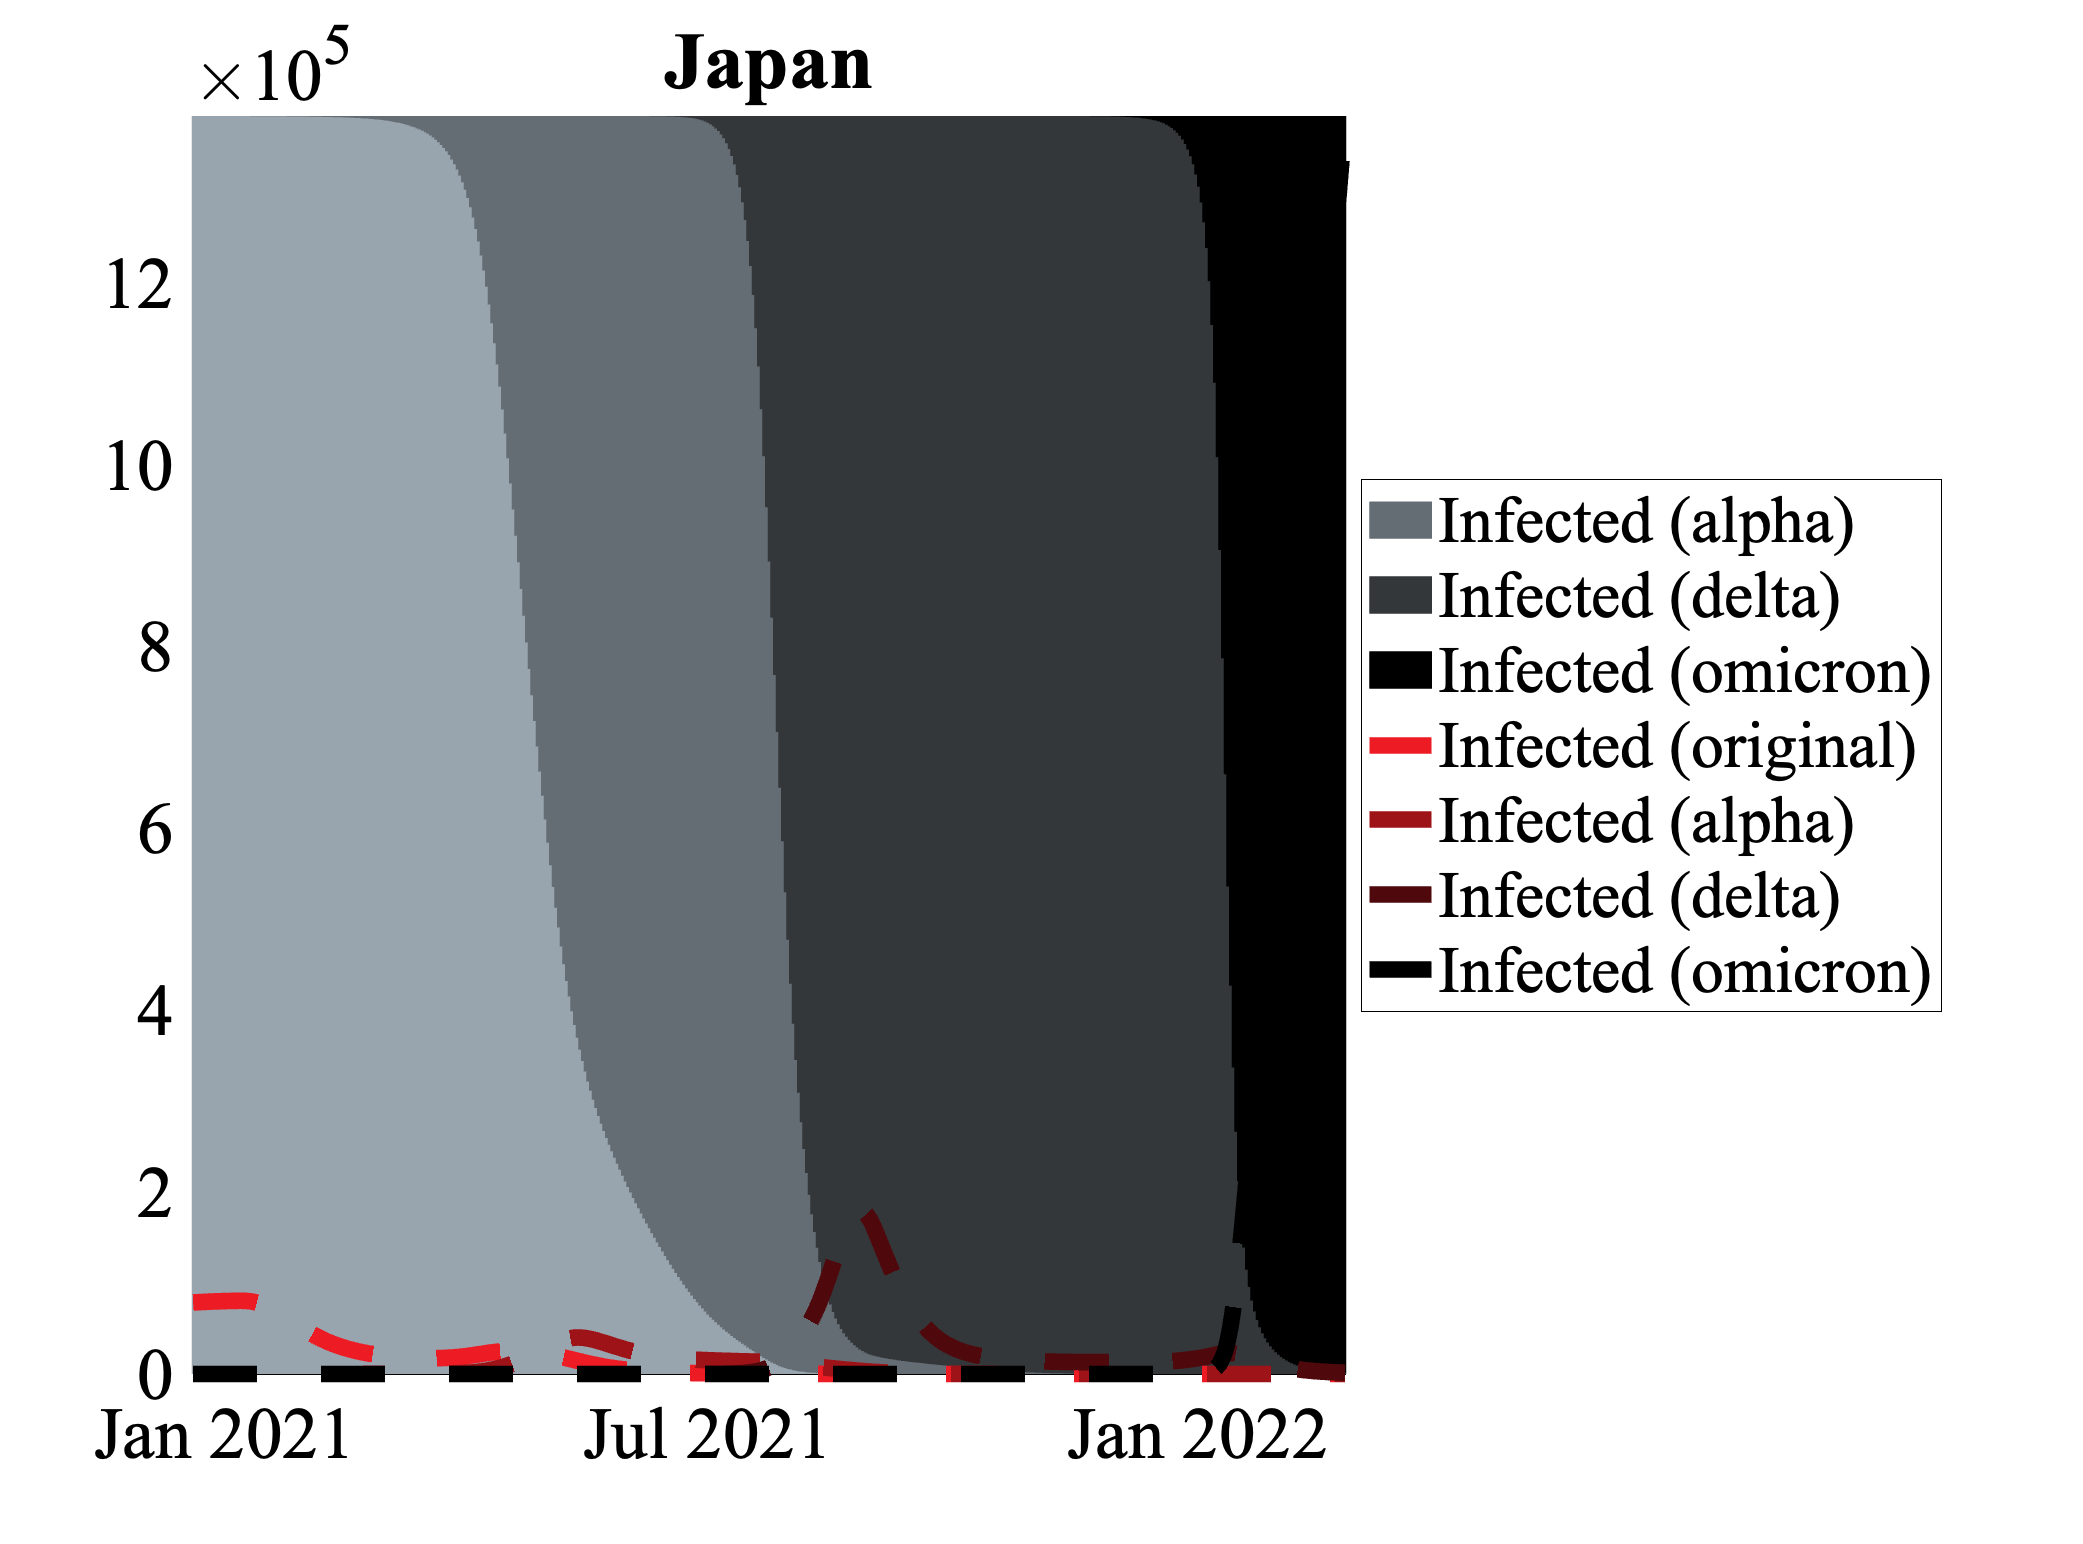 ×10^5
Japan
12
10
8
6
4
2
0
Jan 2021
Jul 2021
Jan 2022
Infected (alpha)
Infected (delta)
Infected (omicron)
Infected (original)
Infected (alpha)
Infected (delta)
Infected (omicron)